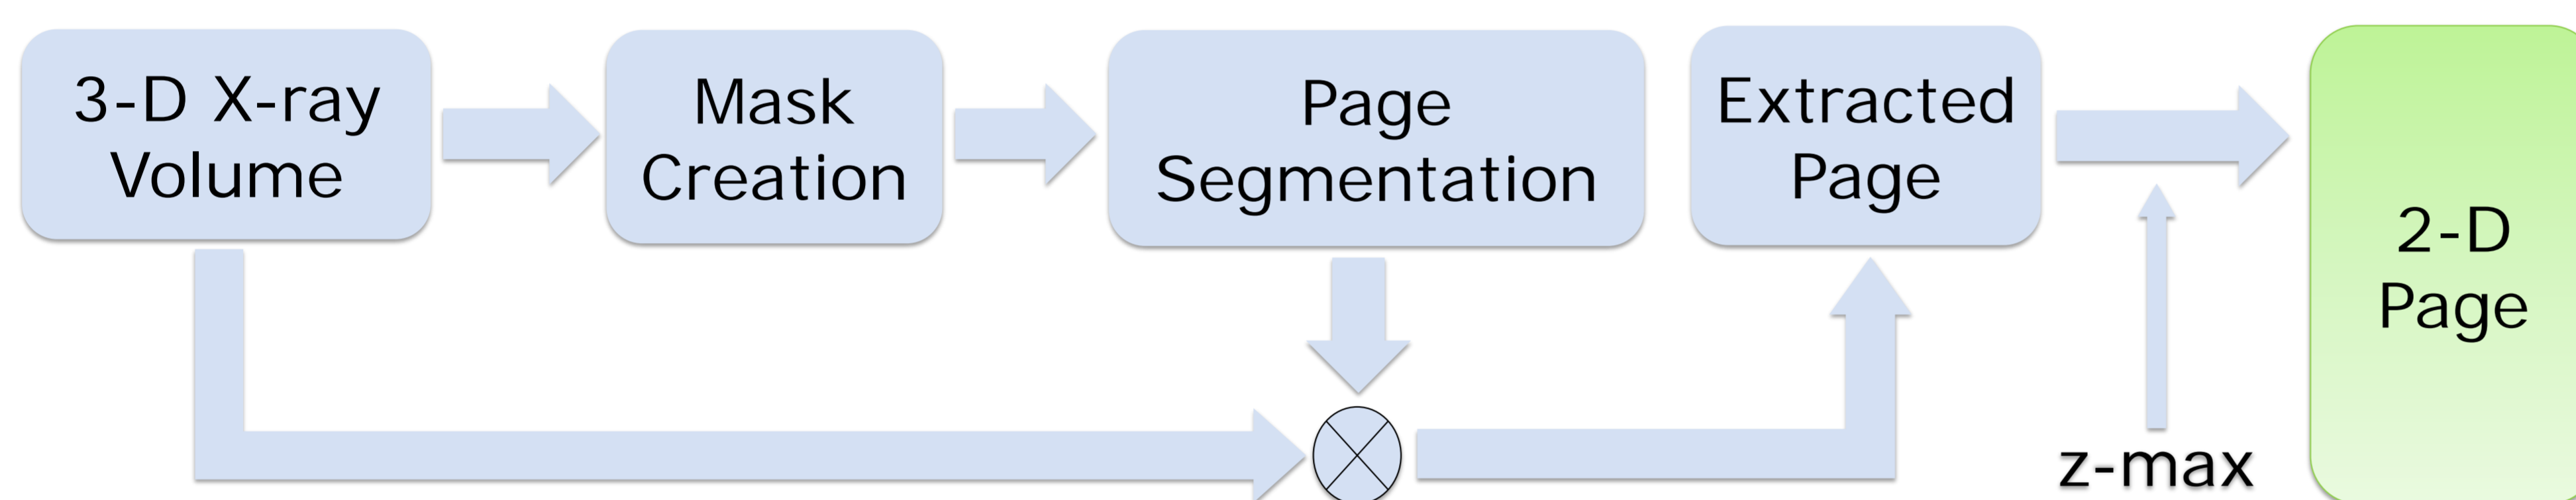 3-D X-ray
Volume
Mask
Creation
Page
Segmentation
Extracted
Page
z-max
2-D
Page